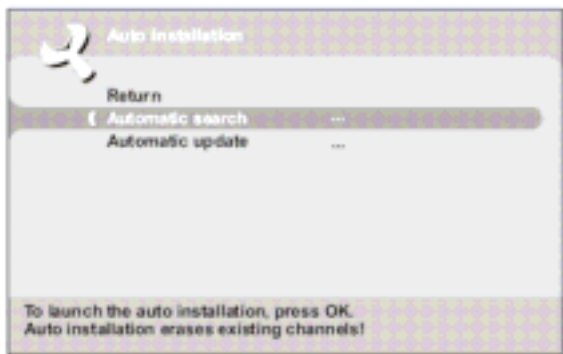 Auto Installation
Return
Automatic search ...
Automatic update ...
To launch the auto installation, press OK.
Auto installation erases existing channels!